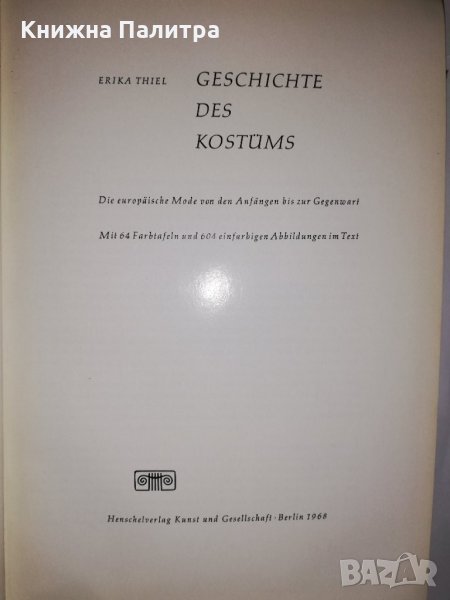 Книжна Палитра
ERIKA THIEL
GESCHICHTE
DES
KOSTÜMS
Die europäische Mode von den Anfängen bis zur Gegenwart
Mit 64 Farbtafeln und 604 einfarbigen Abbildungen im Text
Henschelverlag Kunst und Gesellschaft · Berlin 1968
BAZAR